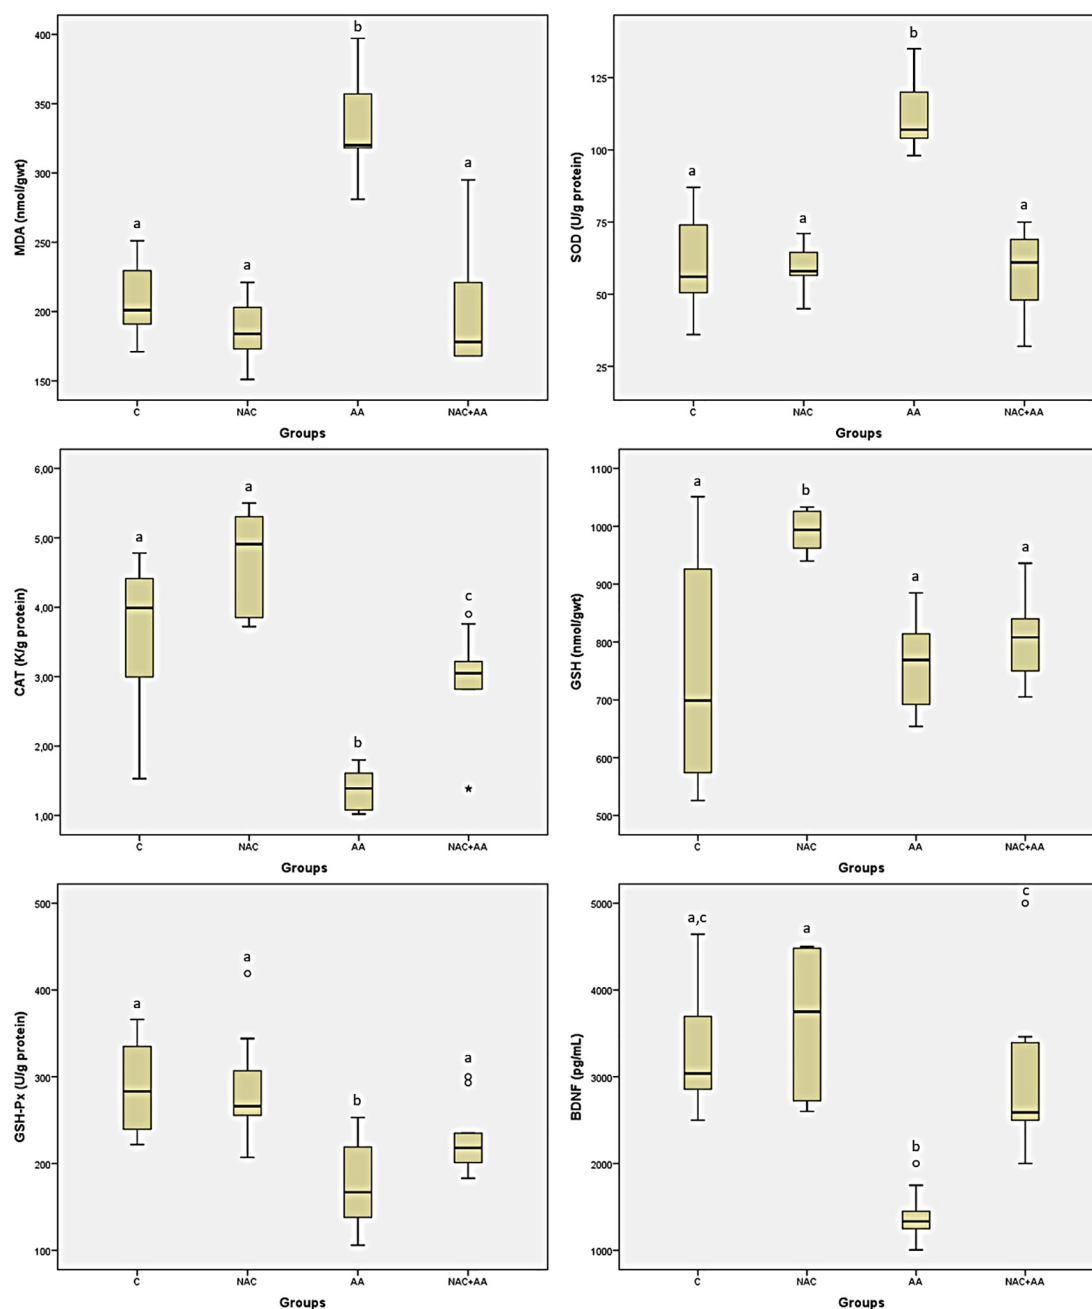 MDA (nmol/gwt)
400
350
300
250
200
150
a
a
b
a
C
NAC
AA
NAC+AA
Groups
SOD (U/g protein)
125
100
75
50
25
a
a
b
a
C
NAC
AA
NAC+AA
Groups
CAT (K/g protein)
6,00
5,00
4,00
3,00
2,00
1,00
a
a
b
c
C
NAC
AA
NAC+AA
Groups
GSH (nmol/gwt)
1100
1000
900
800
700
600
500
a
b
a
a
C
NAC
AA
NAC+AA
Groups
GSH-Px (U/g protein)
500
400
300
200
100
a
a
b
a
C
NAC
AA
NAC+AA
Groups
BDNF (pg/mL)
5000
4000
3000
2000
1000
a,c
a
b
c
C
NAC
AA
NAC+AA
Groups